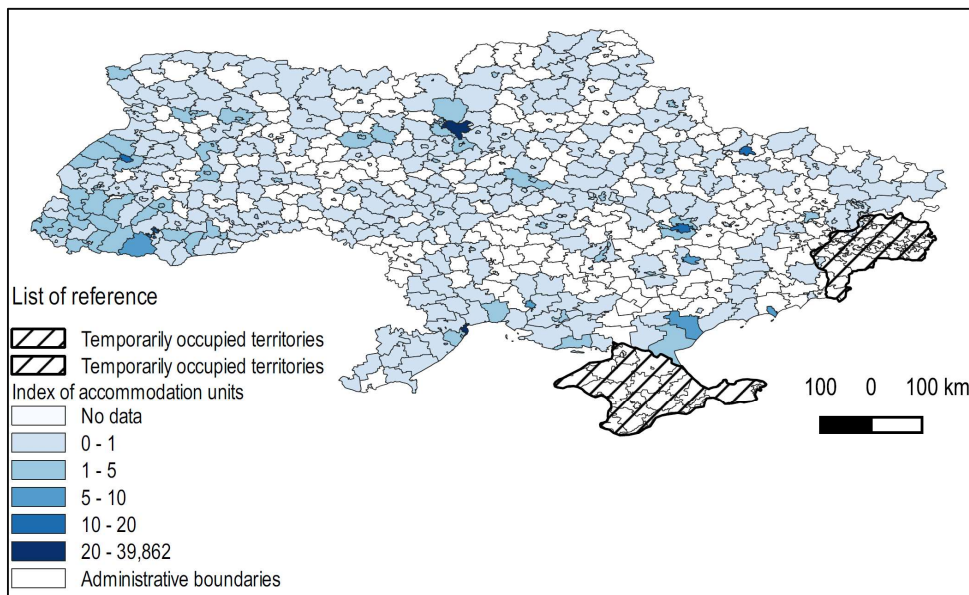 List of reference
Temporarily occupied territories
Temporarily occupied territories
Index of accommodation units
No data
0 - 1
1 - 5
5 - 10
10 - 20
20 - 39,862
Administrative boundaries
100 0 100 km